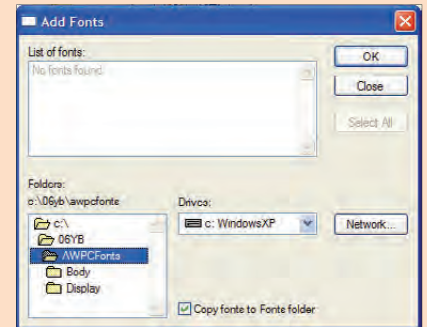 Add Fonts
List of fonts:
No fonts found
OK
Close
Select All
Folders:
c:\06yb\awpcfonts
Drives:
c:\
06YB
AWPCFonts
Body
Display
c: WindowsXP
Network...
Copy fonts to Fonts folder